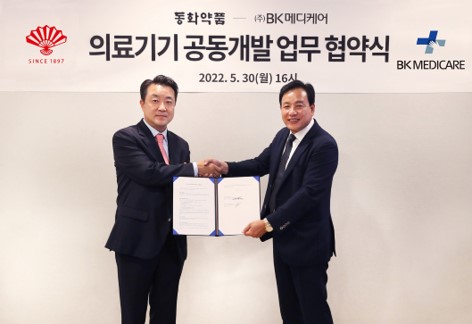 동화약품 ㈜BK메디케어
의료기기 공동개발 업무 협약식
2022. 5. 30(월) 16시
SINCE 1897
BK MEDICARE